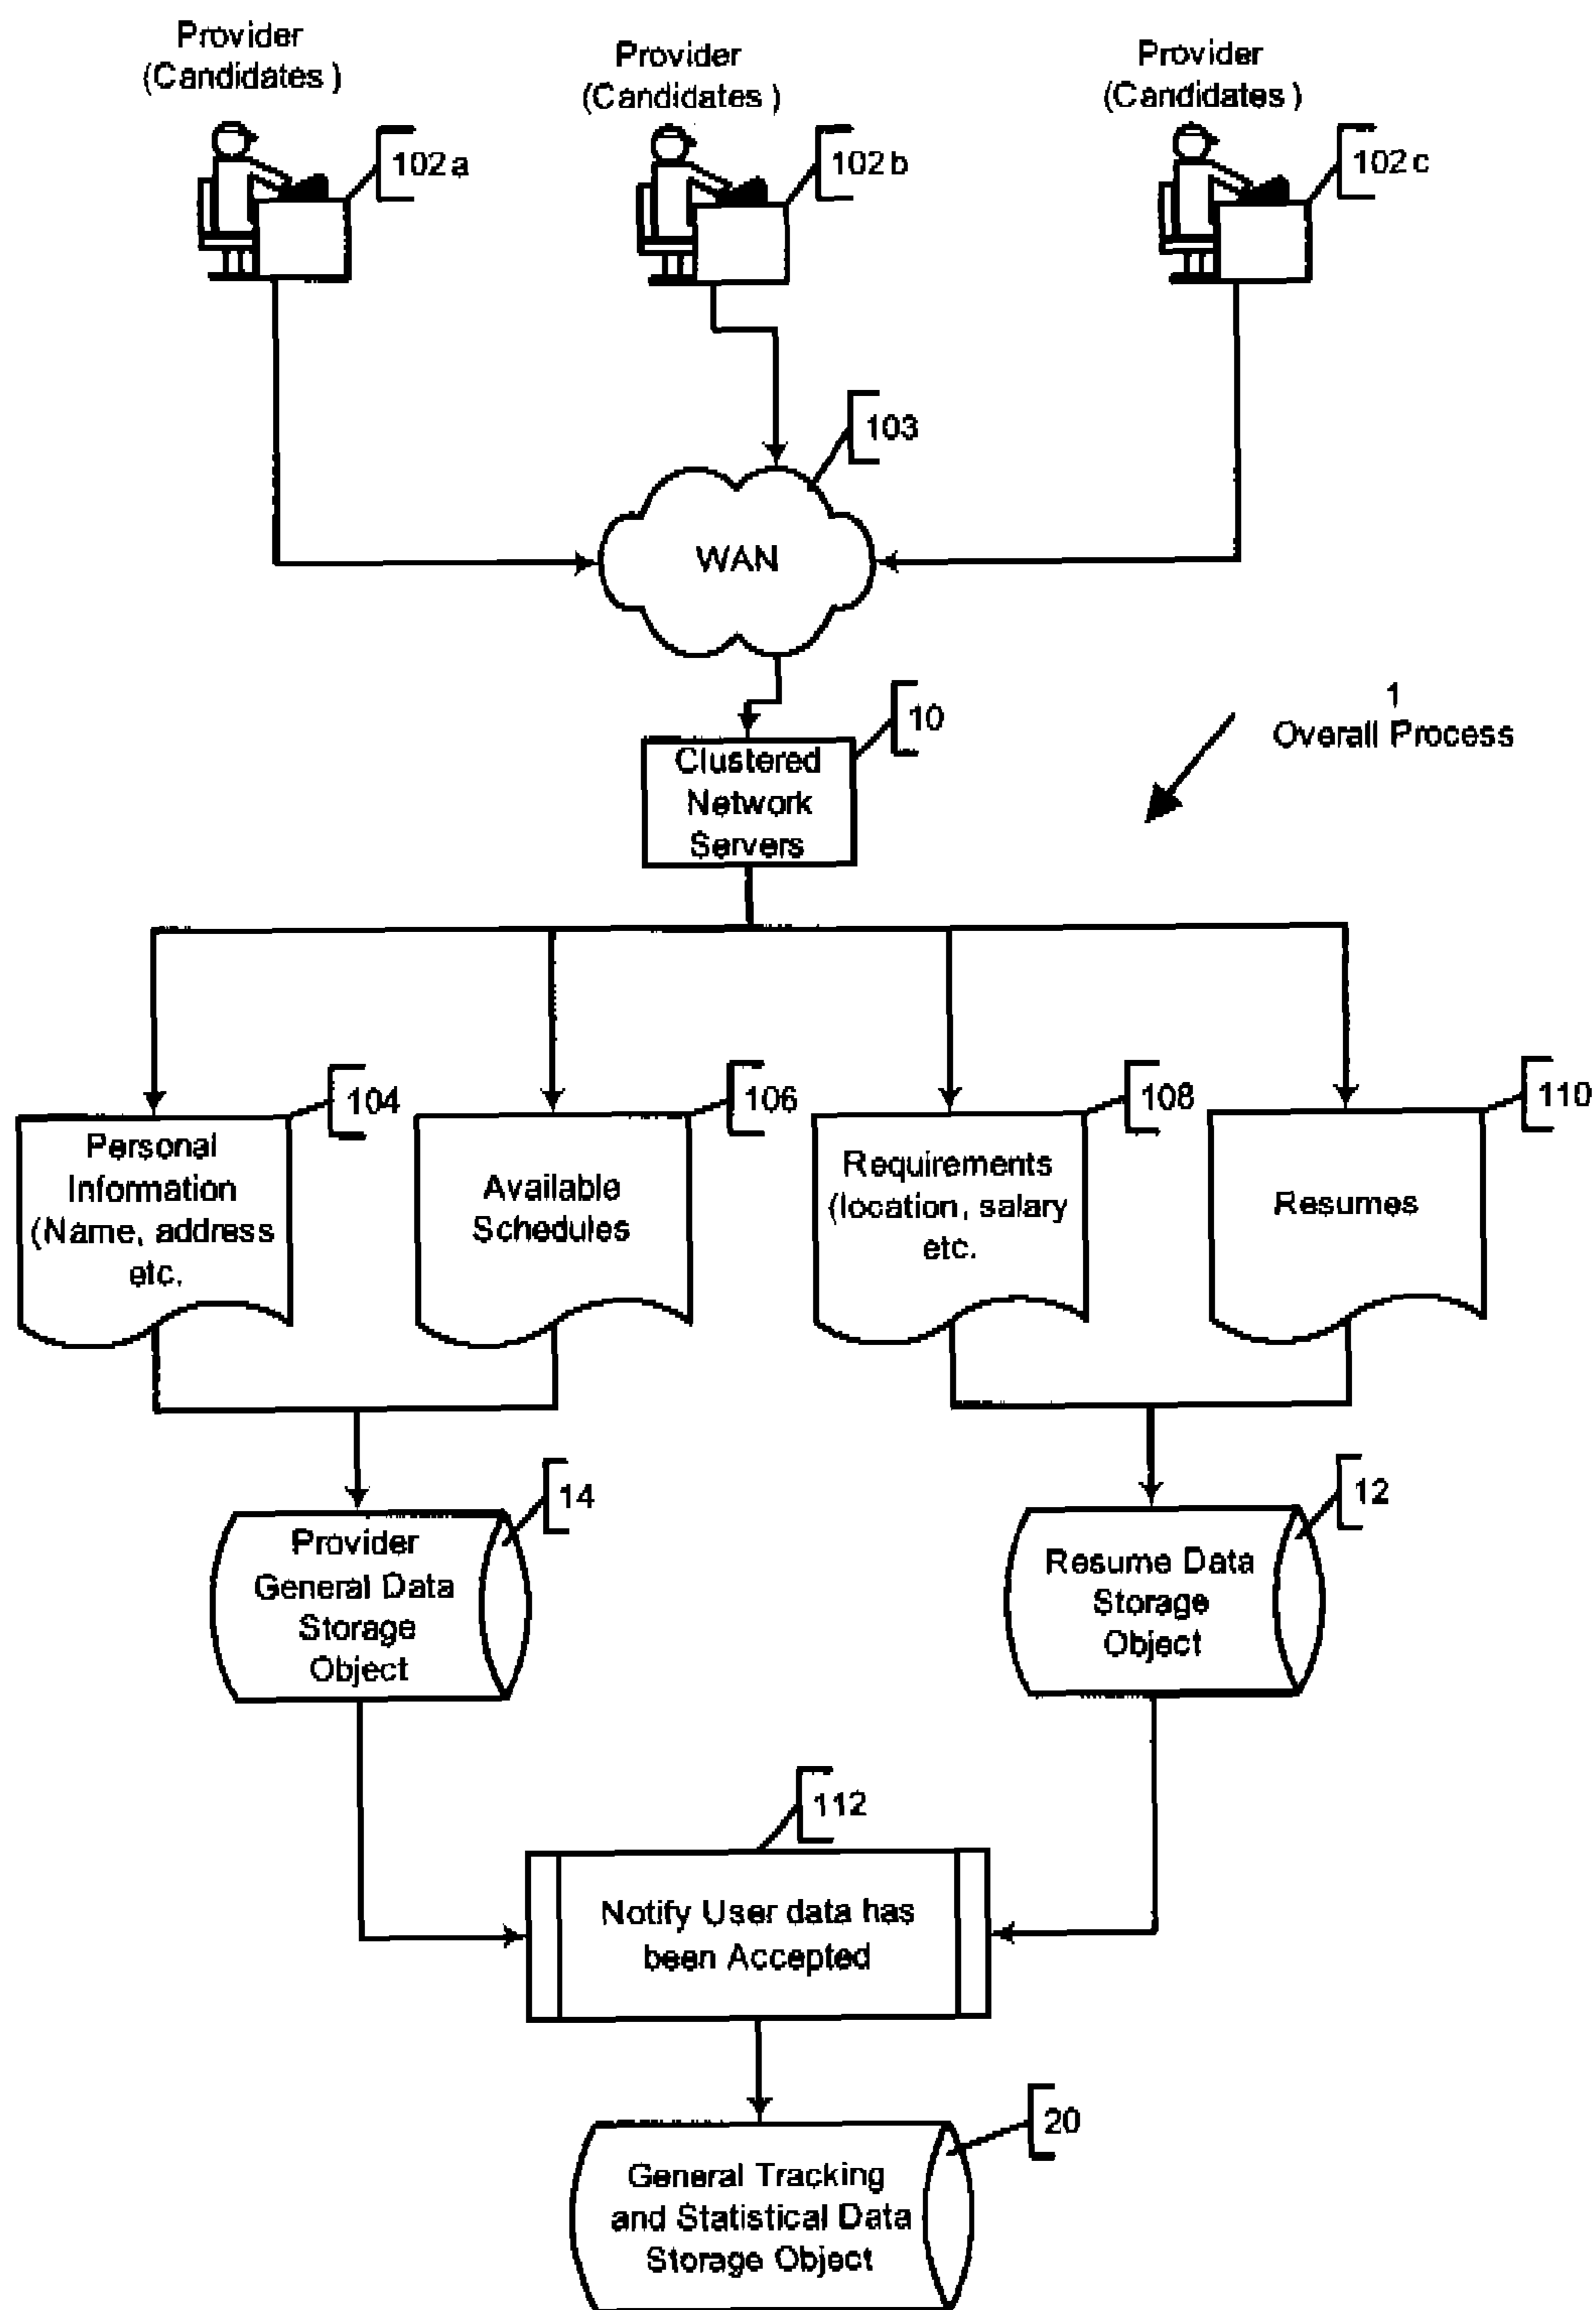 Provider
(Candidates )
Provider
(Candidates )
Provider
(Candidates )
102a
102b
102c
103
WAN
10
Clustered
Network
Servers
1
Overall Process
104
106
108
110
Personal
Information
(Name, address
etc.
Available
Schedules
Requirements
(location, salary
etc.
Resumes
14
12
Provider
General Data
Storage
Object
Resume Data
Storage
Object
112
Notify User data has
been Accepted
20
General Tracking
and Statistical Data
Storage Object